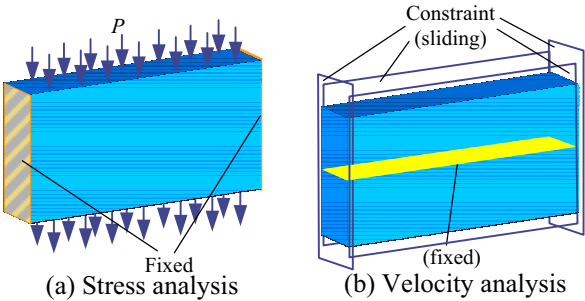 P
Fixed
(a) Stress analysis
Constraint
(sliding)
(fixed)
(b) Velocity analysis